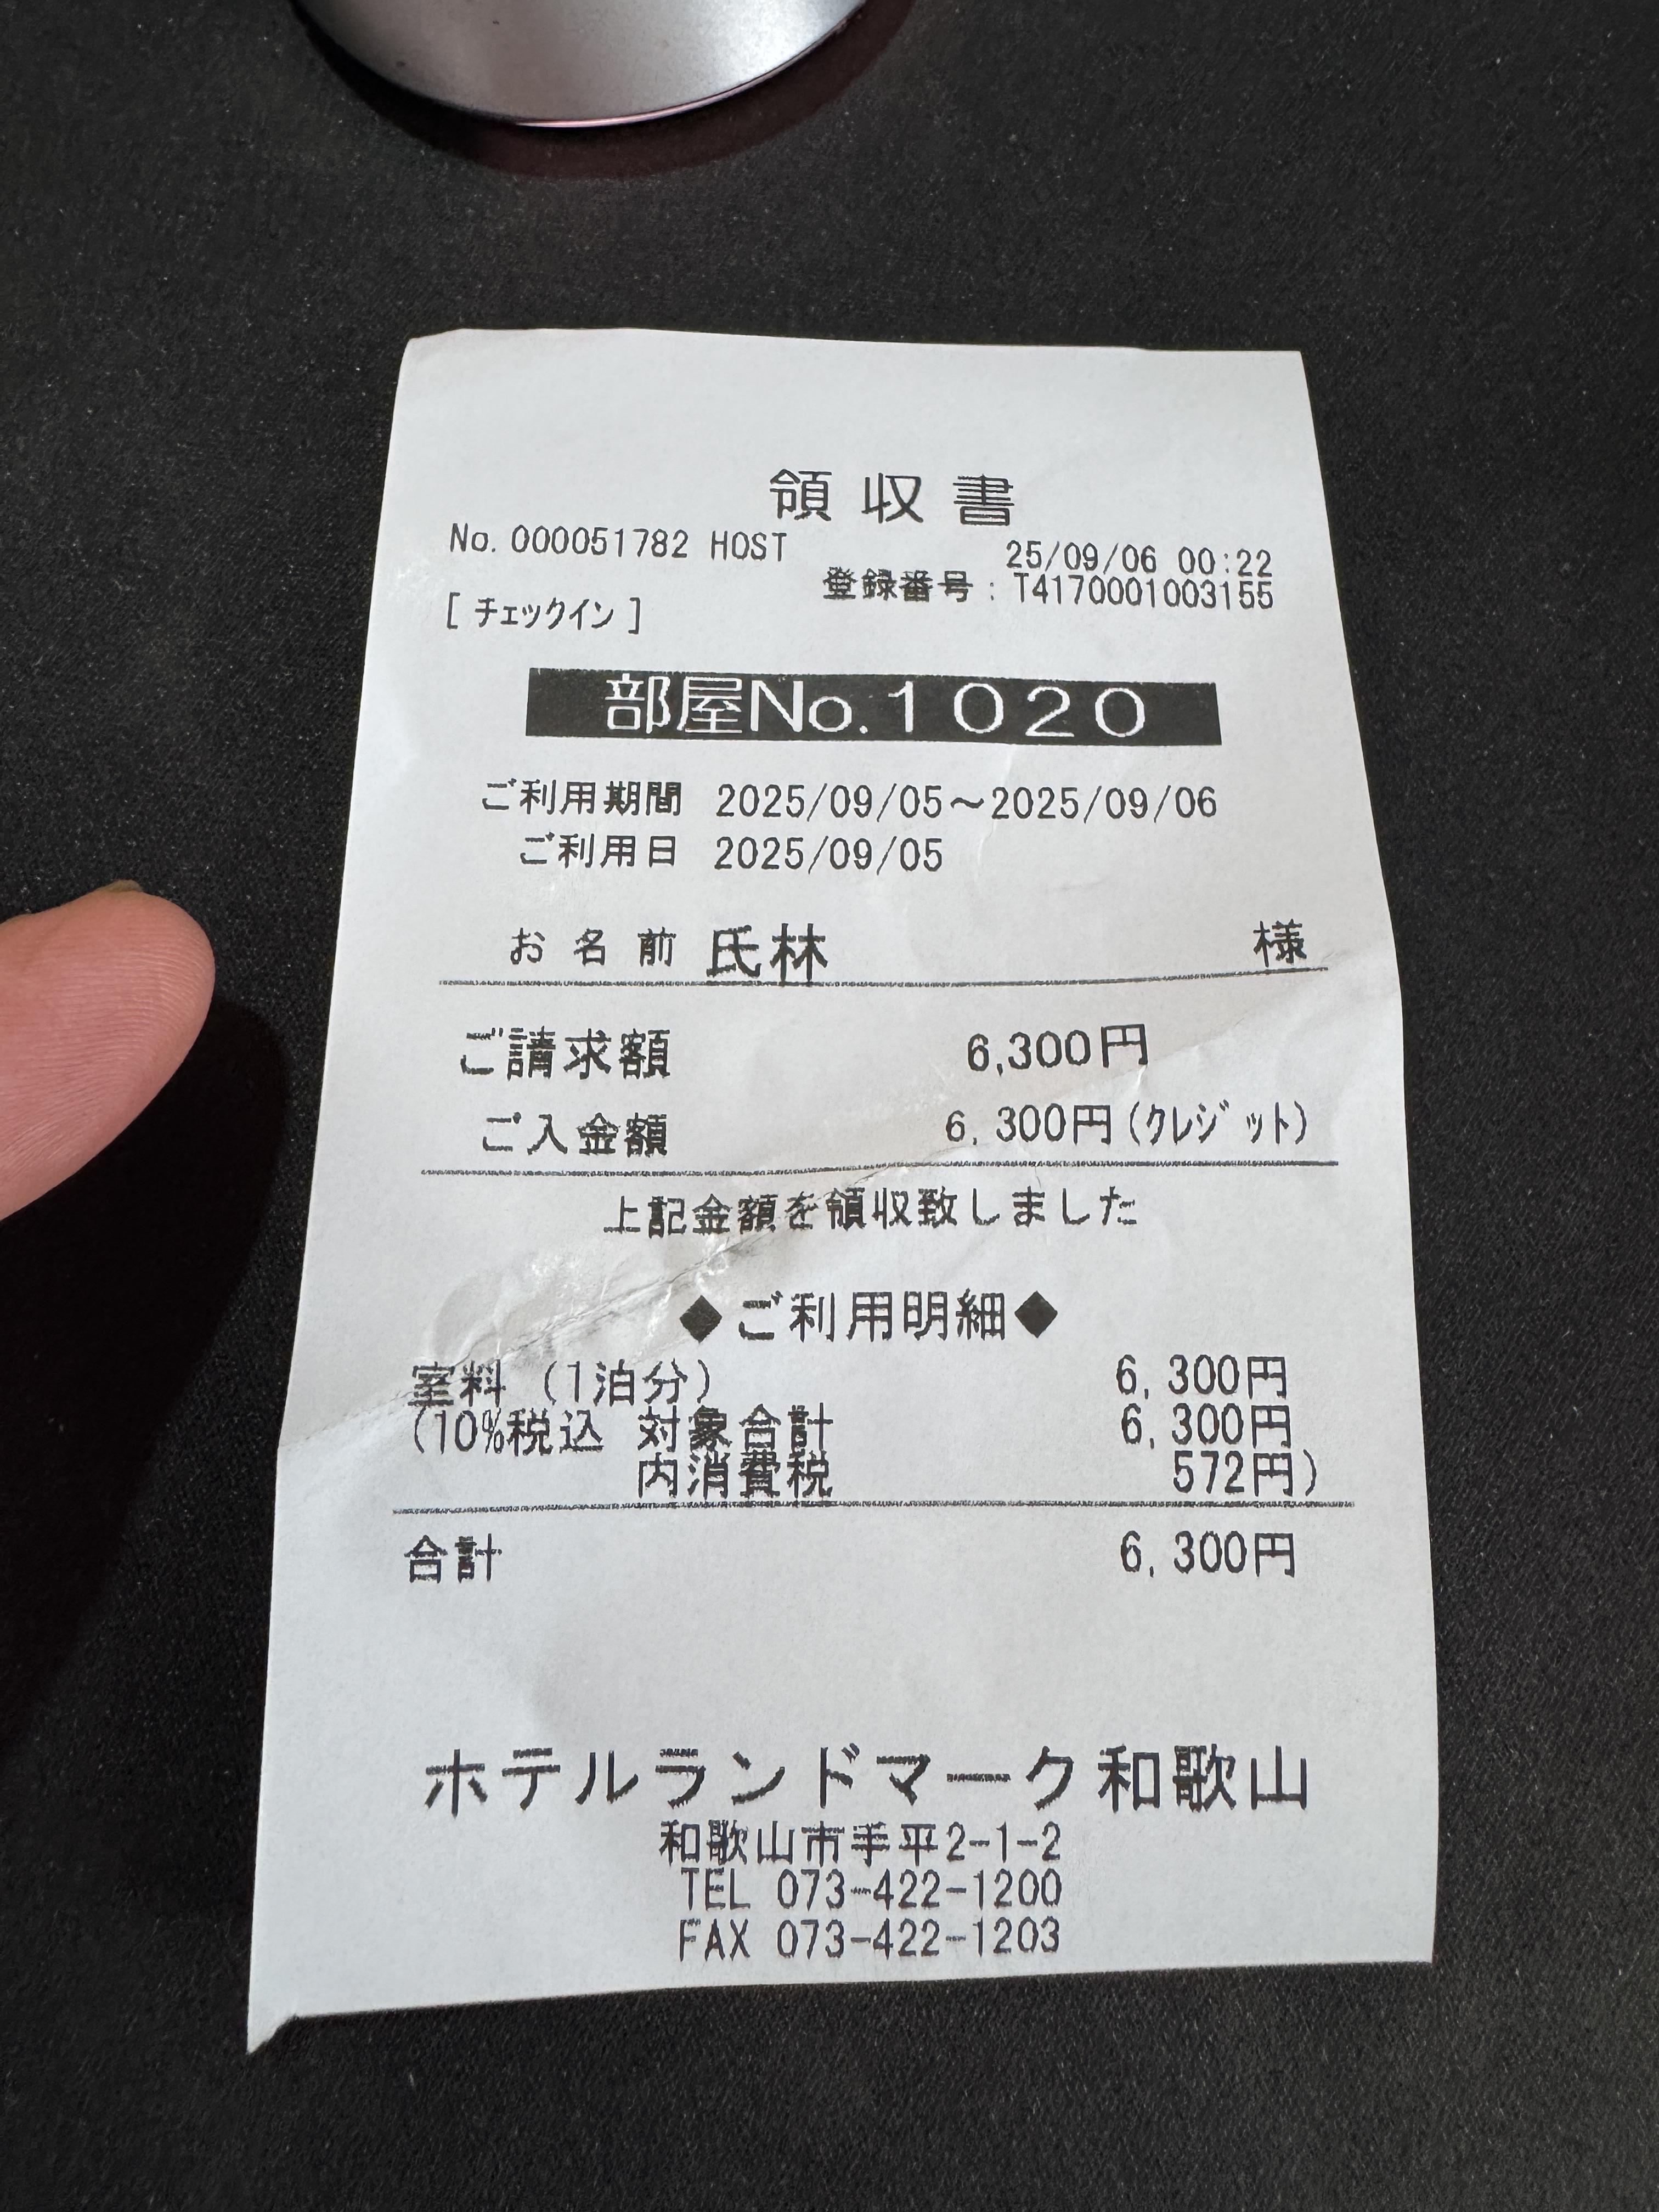 領収書
No. 000051782 HOST
25/09/06 00:22
登録番号：T4170001003155
[ チェックイン ]
部屋No.1020
ご利用期間 2025/09/05～2025/09/06
ご利用日 2025/09/05
お名前 氏林 様
ご請求額 6,300円
ご入金額 6,300円(クレジット)
上記金額を領収致しました
◆ご利用明細◆
室料（1泊分） 6,300円
(10%税込 対象合計 6,300円
内消費税 572円)
合計 6,300円
ホテルランドマーク和歌山
和歌山市手平2-1-2
TEL 073-422-1200
FAX 073-422-1203